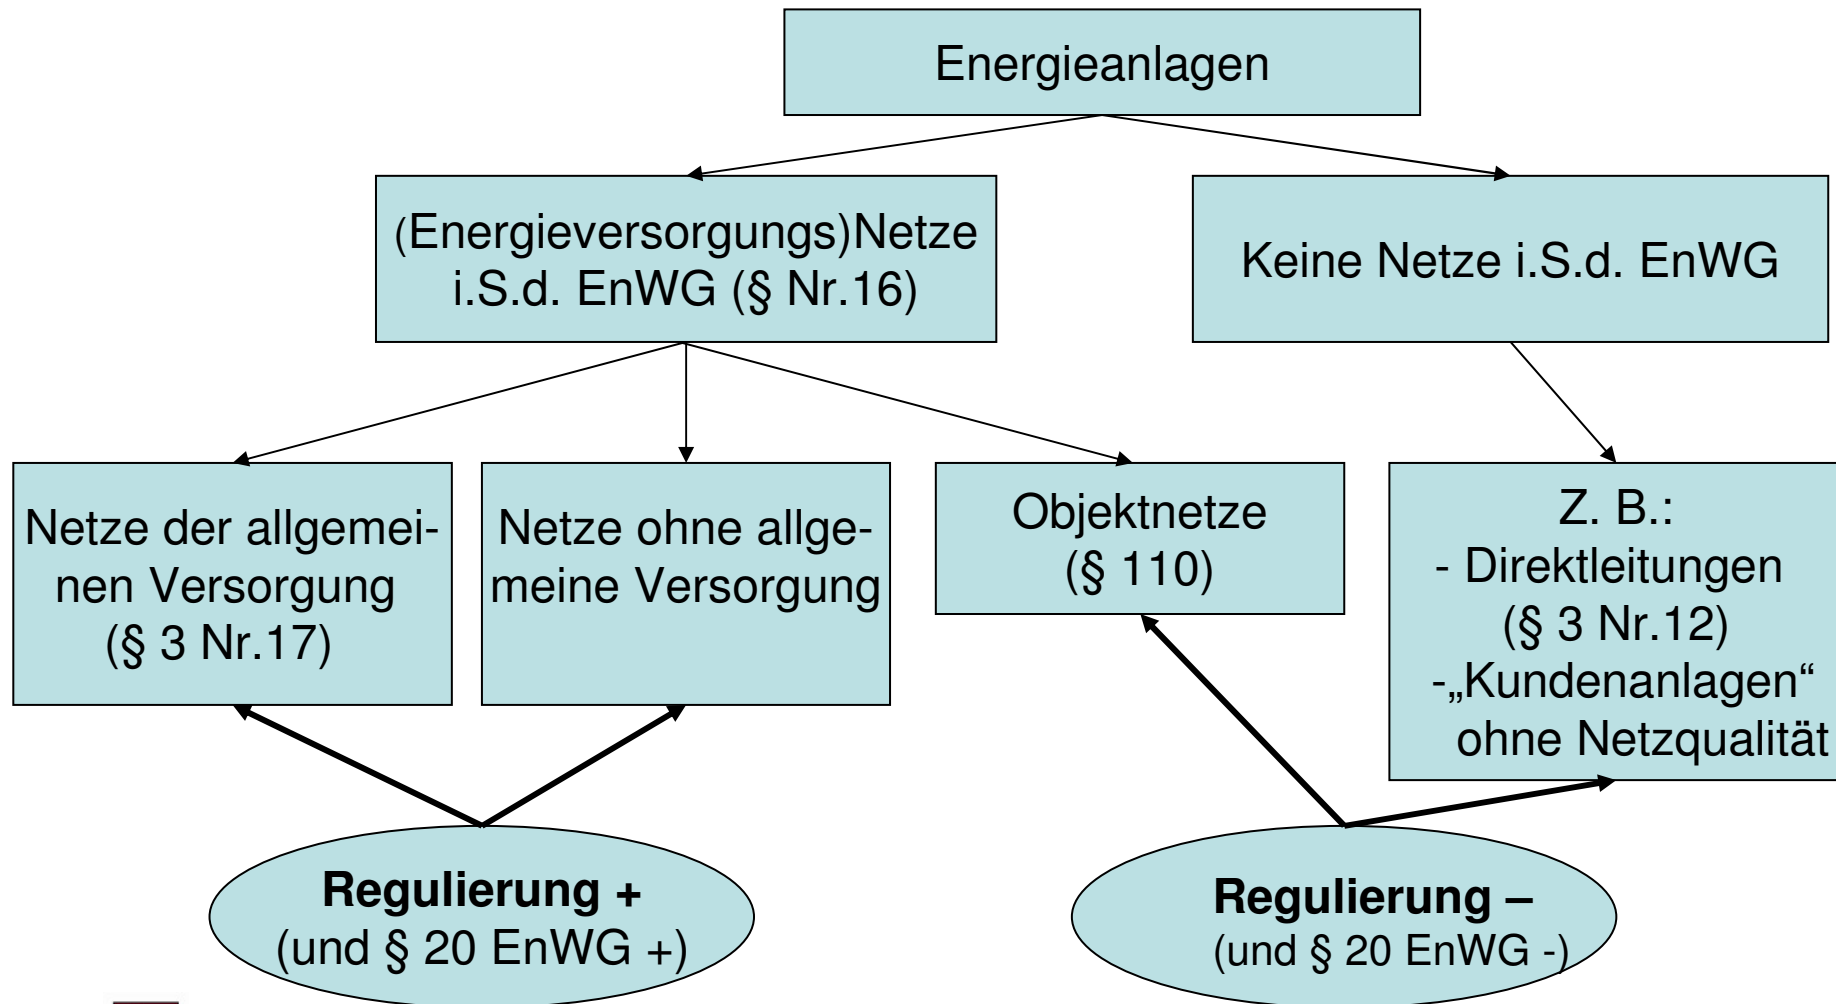 Energieanlagen
(Energieversorgungs)Netze
i.S.d. EnWG (§ Nr.16)
Keine Netze i.S.d. EnWG
Netze der allgemei-
nen Versorgung
(§ 3 Nr.17)
Netze ohne allge-
meine Versorgung
Objektnetze
(§ 110)
Z. B.:
- Direktleitungen
(§ 3 Nr.12)
-„Kundenanlagen“
ohne Netzqualität
Regulierung +
(und § 20 EnWG +)
Regulierung –
(und § 20 EnWG -)